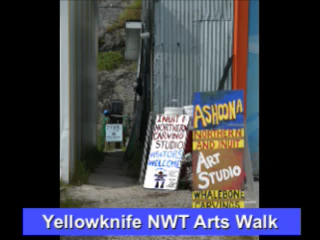 INUIT &
NORTHERN
CARVING
STUDIO
VISITORS
WELCOME
ASHOONA
NORTHERN
AND INUIT
ART
STUDIO
WHALEBONE
CARVINGS
Yellowknife NWT Arts Walk